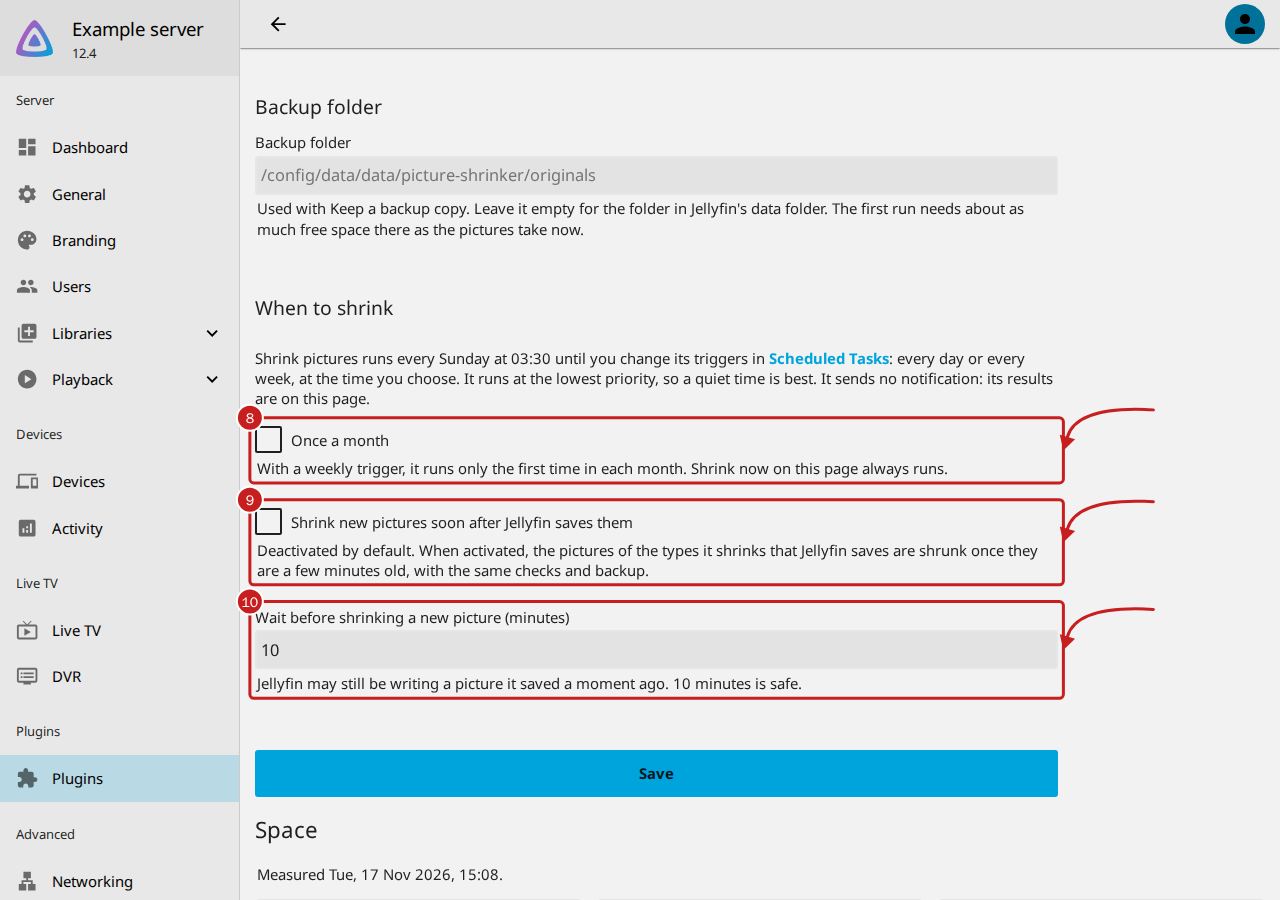 Example server
12.4
Server
Dashboard
General
Branding
Users
Libraries
Playback
Devices
Devices
Activity
Live TV
Live TV
DVR
Plugins
Plugins
Advanced
Networking
Backup folder
Backup folder
/config/data/data/picture-shrinker/originals
Used with Keep a backup copy. Leave it empty for the folder in Jellyfin's data folder. The first run needs about as
much free space there as the pictures take now.
When to shrink
Shrink pictures runs every Sunday at 03:30 until you change its triggers in Scheduled Tasks: every day or every
week, at the time you choose. It runs at the lowest priority, so a quiet time is best. It sends no notification: its results
are on this page.
8
Once a month
With a weekly trigger, it runs only the first time in each month. Shrink now on this page always runs.
9
Shrink new pictures soon after Jellyfin saves them
Deactivated by default. When activated, the pictures of the types it shrinks that Jellyfin saves are shrunk once they
are a few minutes old, with the same checks and backup.
10
Wait before shrinking a new picture (minutes)
10
Jellyfin may still be writing a picture it saved a moment ago. 10 minutes is safe.
Save
Space
Measured Tue, 17 Nov 2026, 15:08.